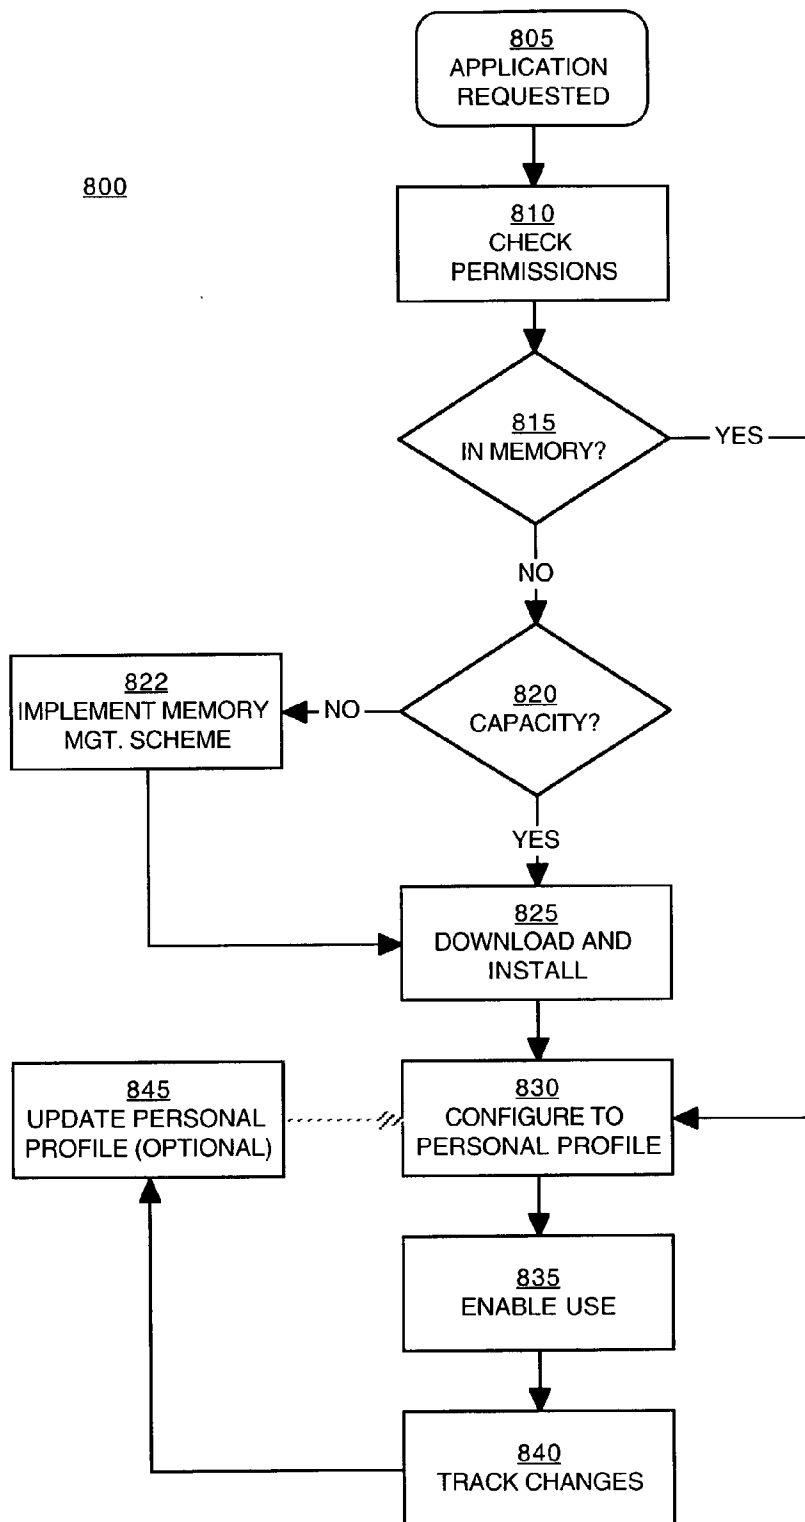 805
APPLICATION
REQUESTED
800
810
CHECK
PERMISSIONS
815
IN MEMORY?
YES
NO
822
IMPLEMENT MEMORY
MGT. SCHEME
NO
820
CAPACITY?
YES
825
DOWNLOAD AND
INSTALL
845
UPDATE PERSONAL
PROFILE (OPTIONAL)
830
CONFIGURE TO
PERSONAL PROFILE
835
ENABLE USE
840
TRACK CHANGES